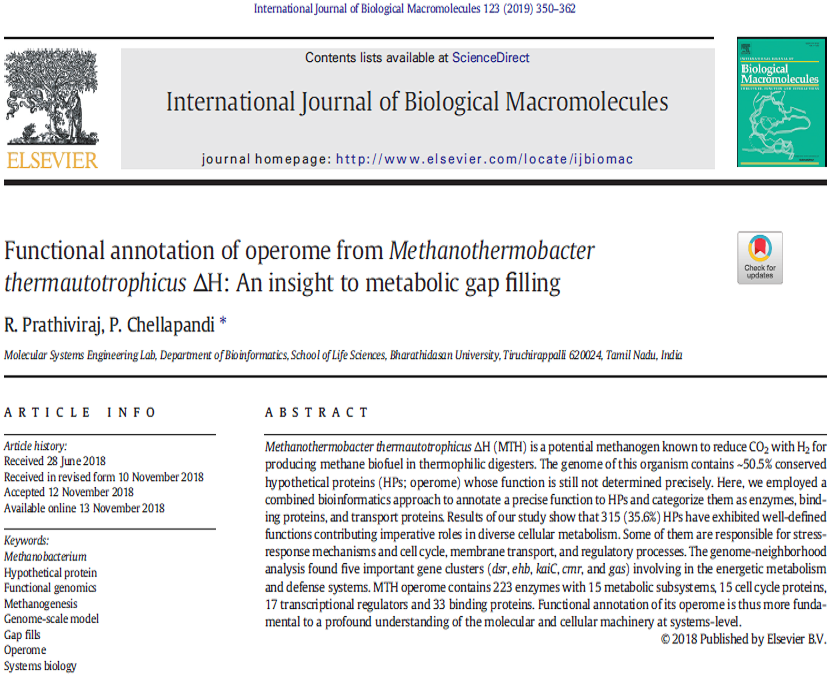 International Journal of Biological Macromolecules 123 (2019) 350–362
Contents lists available at ScienceDirect
International Journal of Biological Macromolecules
journal homepage: http://www.elsevier.com/locate/ijbiomac
ELSEVIER
Biological
Macromolecules
Functional annotation of operome from Methanothermobacter
thermautotrophicus ΔH: An insight to metabolic gap filling
Check for
updates
R. Prathiviraj, P. Chellapandi *
Molecular Systems Engineering Lab, Department of Bioinformatics, School of Life Sciences, Bharathidasan University, Tiruchirappalli 620024, Tamil Nadu, India
ARTICLE INFO
Article history:
Received 28 June 2018
Received in revised form 10 November 2018
Accepted 12 November 2018
Available online 13 November 2018
Keywords:
Methanobacterium
Hypothetical protein
Functional genomics
Methanogenesis
Genome-scale model
Gap fills
Operome
Systems biology
ABSTRACT
Methanothermobacter thermautotrophicus ΔH (MTH) is a potential methanogen known to reduce CO2 with H2 for
producing methane biofuel in thermophilic digesters. The genome of this organism contains ~50.5% conserved
hypothetical proteins (HPs; operome) whose function is still not determined precisely. Here, we employed a
combined bioinformatics approach to annotate a precise function to HPs and categorize them as enzymes, bind-
ing proteins, and transport proteins. Results of our study show that 315 (35.6%) HPs have exhibited well-defined
functions contributing imperative roles in diverse cellular metabolism. Some of them are responsible for stress-
response mechanisms and cell cycle, membrane transport, and regulatory processes. The genome-neighborhood
analysis found five important gene clusters (dsr, ehb, kaiC, cmr, and gas) involving in the energetic metabolism
and defense systems. MTH operome contains 223 enzymes with 15 metabolic subsystems, 15 cell cycle proteins,
17 transcriptional regulators and 33 binding proteins. Functional annotation of its operome is thus more funda-
mental to a profound understanding of the molecular and cellular machinery at systems-level.
© 2018 Published by Elsevier B.V.